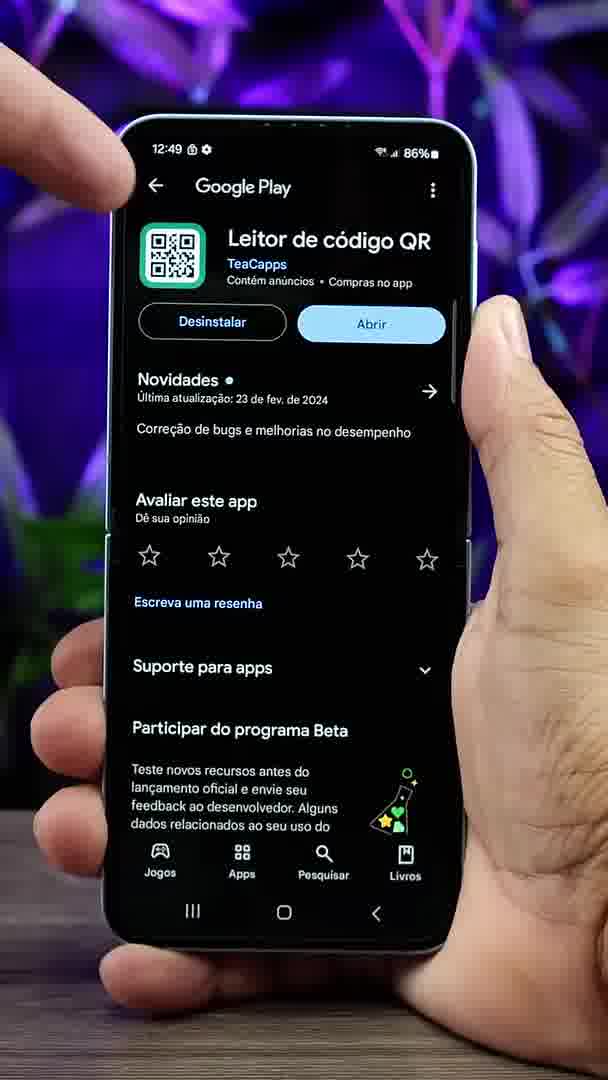 12:49 86%
Google Play
Leitor de código QR
TeaCapps
Contém anúncios • Compras no app
Desinstalar Abrir
Novidades •
Última atualização: 23 de fev. de 2024
Correção de bugs e melhorias no desempenho
Avaliar este app
Dê sua opinião
Escreva uma resenha
Suporte para apps
Participar do programa Beta
Teste novos recursos antes do
lançamento oficial e envie seu
feedback ao desenvolvedor. Alguns
dados relacionados ao seu uso do
Jogos Apps Pesquisar Livros